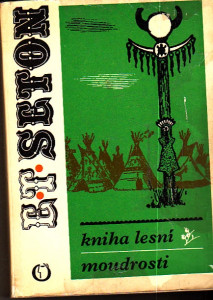 E.T. SETON
kniha lesní
moudrosti